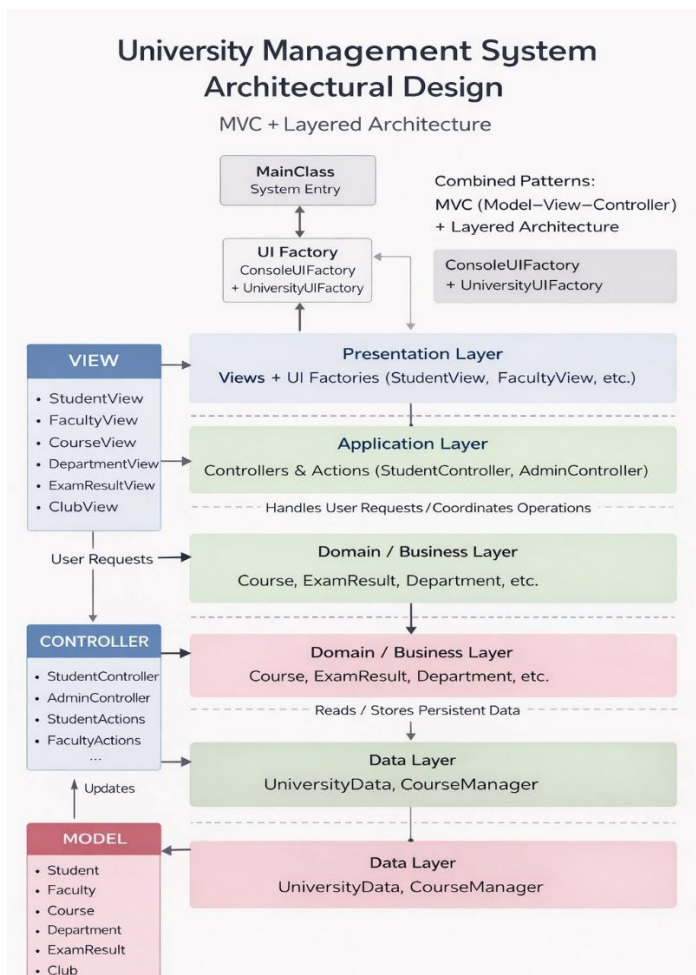 University Management System
Architectural Design
MVC + Layered Architecture
MainClass
System Entry
Combined Patterns:
MVC (Model–View–Controller)
+ Layered Architecture
UI Factory
ConsoleUIFactory
+ UniversityUIFactory
ConsoleUIFactory
+ UniversityUIFactory
VIEW
• StudentView
• FacultyView
• CourseView
• DepartmentView
• ExamResultView
• ClubView
Presentation Layer
Views + UI Factories (StudentView, FacultyView, etc.)
Application Layer
Controllers & Actions (StudentController, AdminController)
Handles User Requests / Coordinates Operations
User Requests
Domain / Business Layer
Course, ExamResult, Department, etc.
CONTROLLER
• StudentController
• AdminController
• StudentActions
• FacultyActions
...
Domain / Business Layer
Course, ExamResult, Department, etc.
Reads / Stores Persistent Data
Data Layer
UniversityData, CourseManager
Updates
MODEL
• Student
• Faculty
• Course
• Department
• ExamResult
• Club
Data Layer
UniversityData, CourseManager